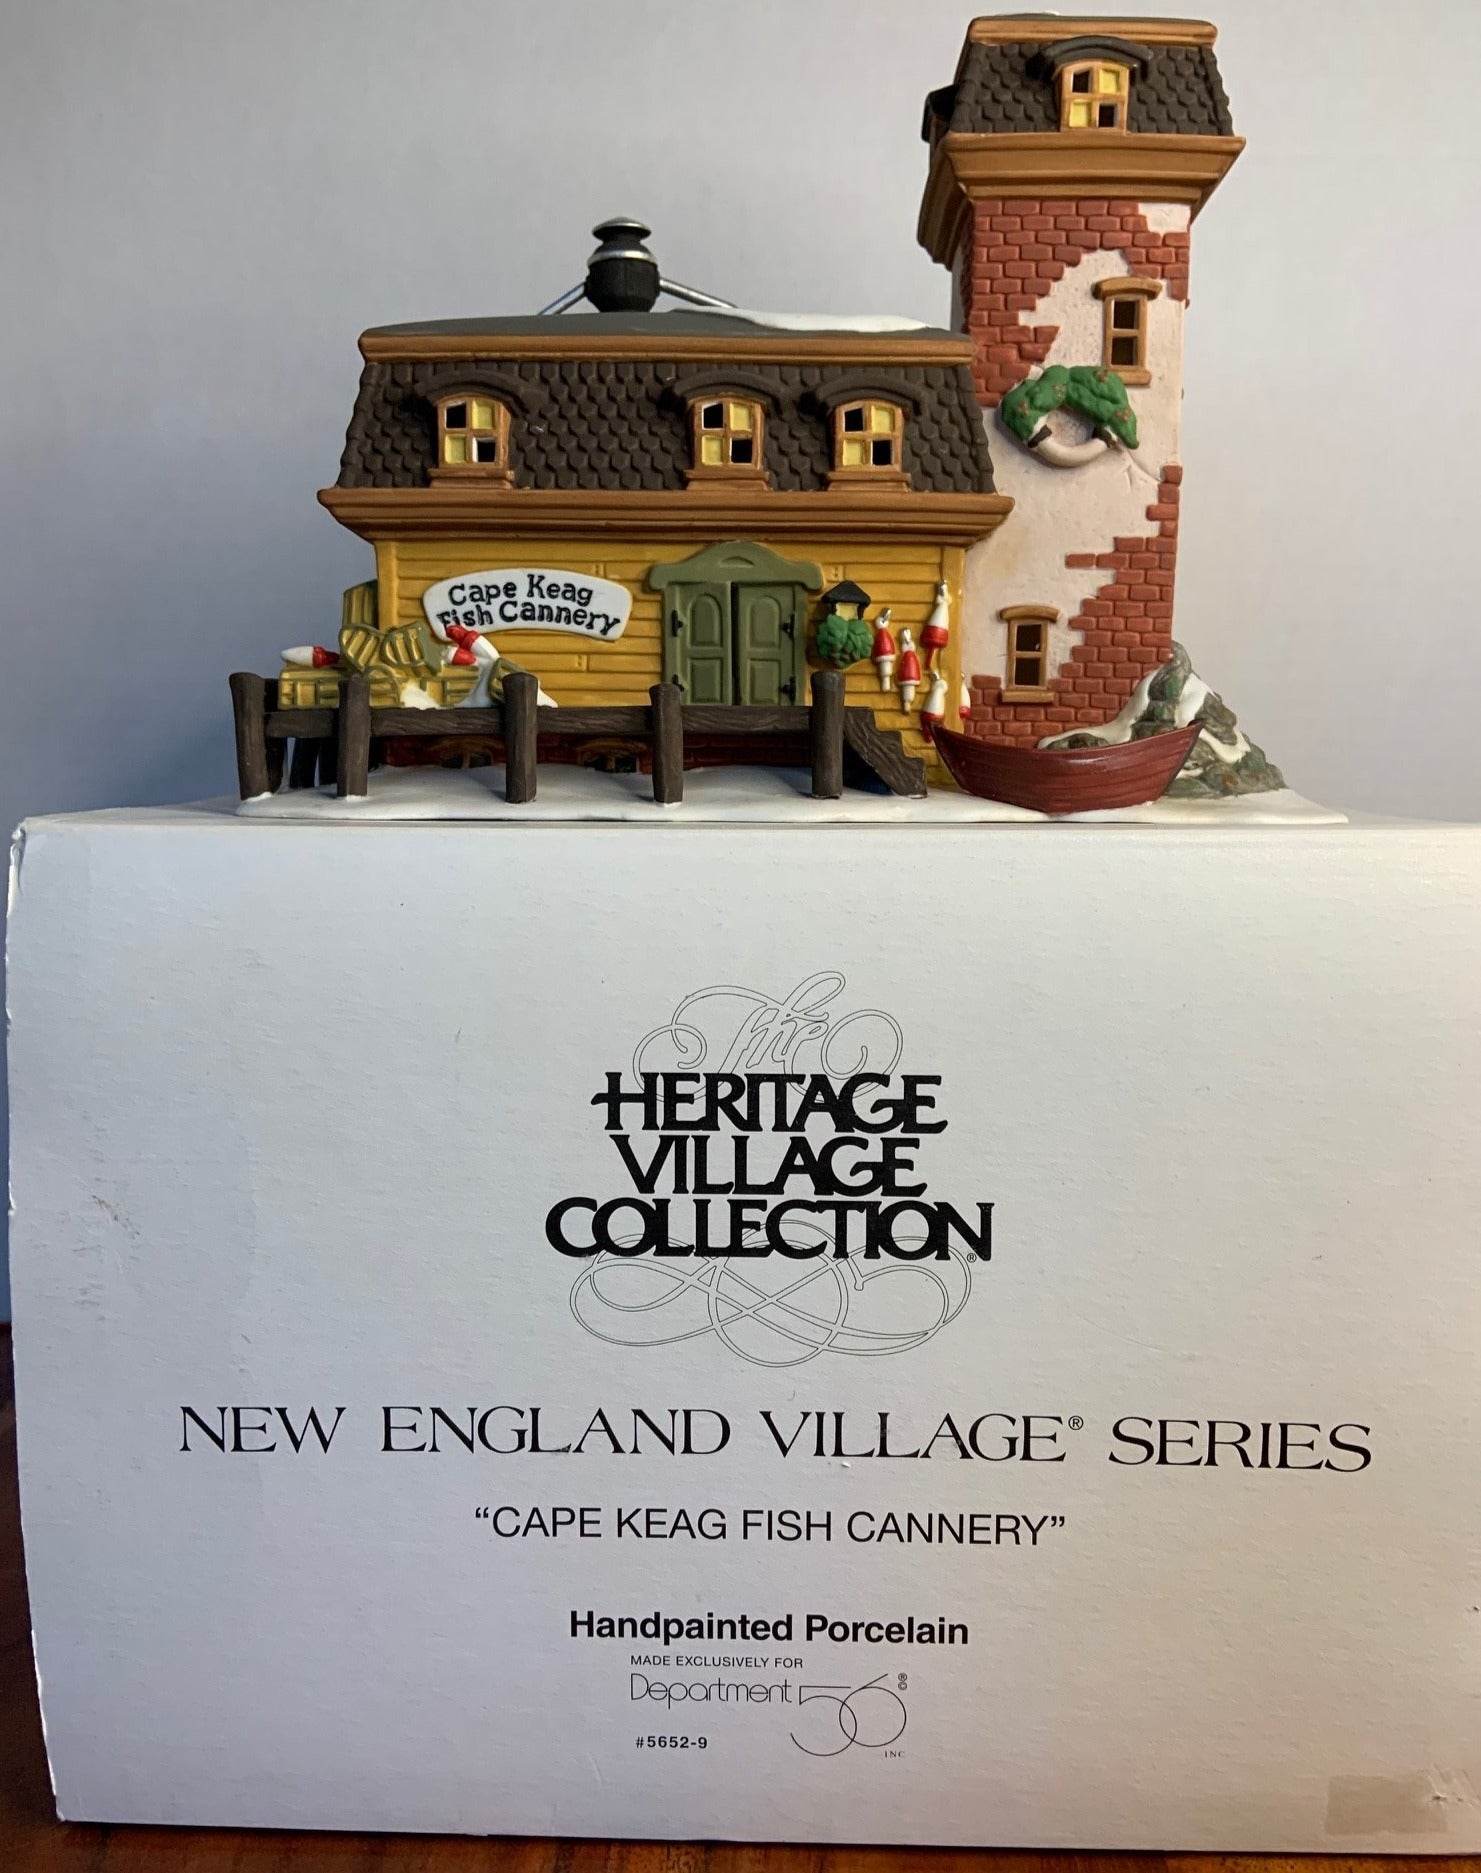 Cape Keag
Fish Cannery
The
HERITAGE
VILLAGE
COLLECTION®
NEW ENGLAND VILLAGE® SERIES
“CAPE KEAG FISH CANNERY”
Handpainted Porcelain
MADE EXCLUSIVELY FOR
Department 56®©
#5652-9
INC